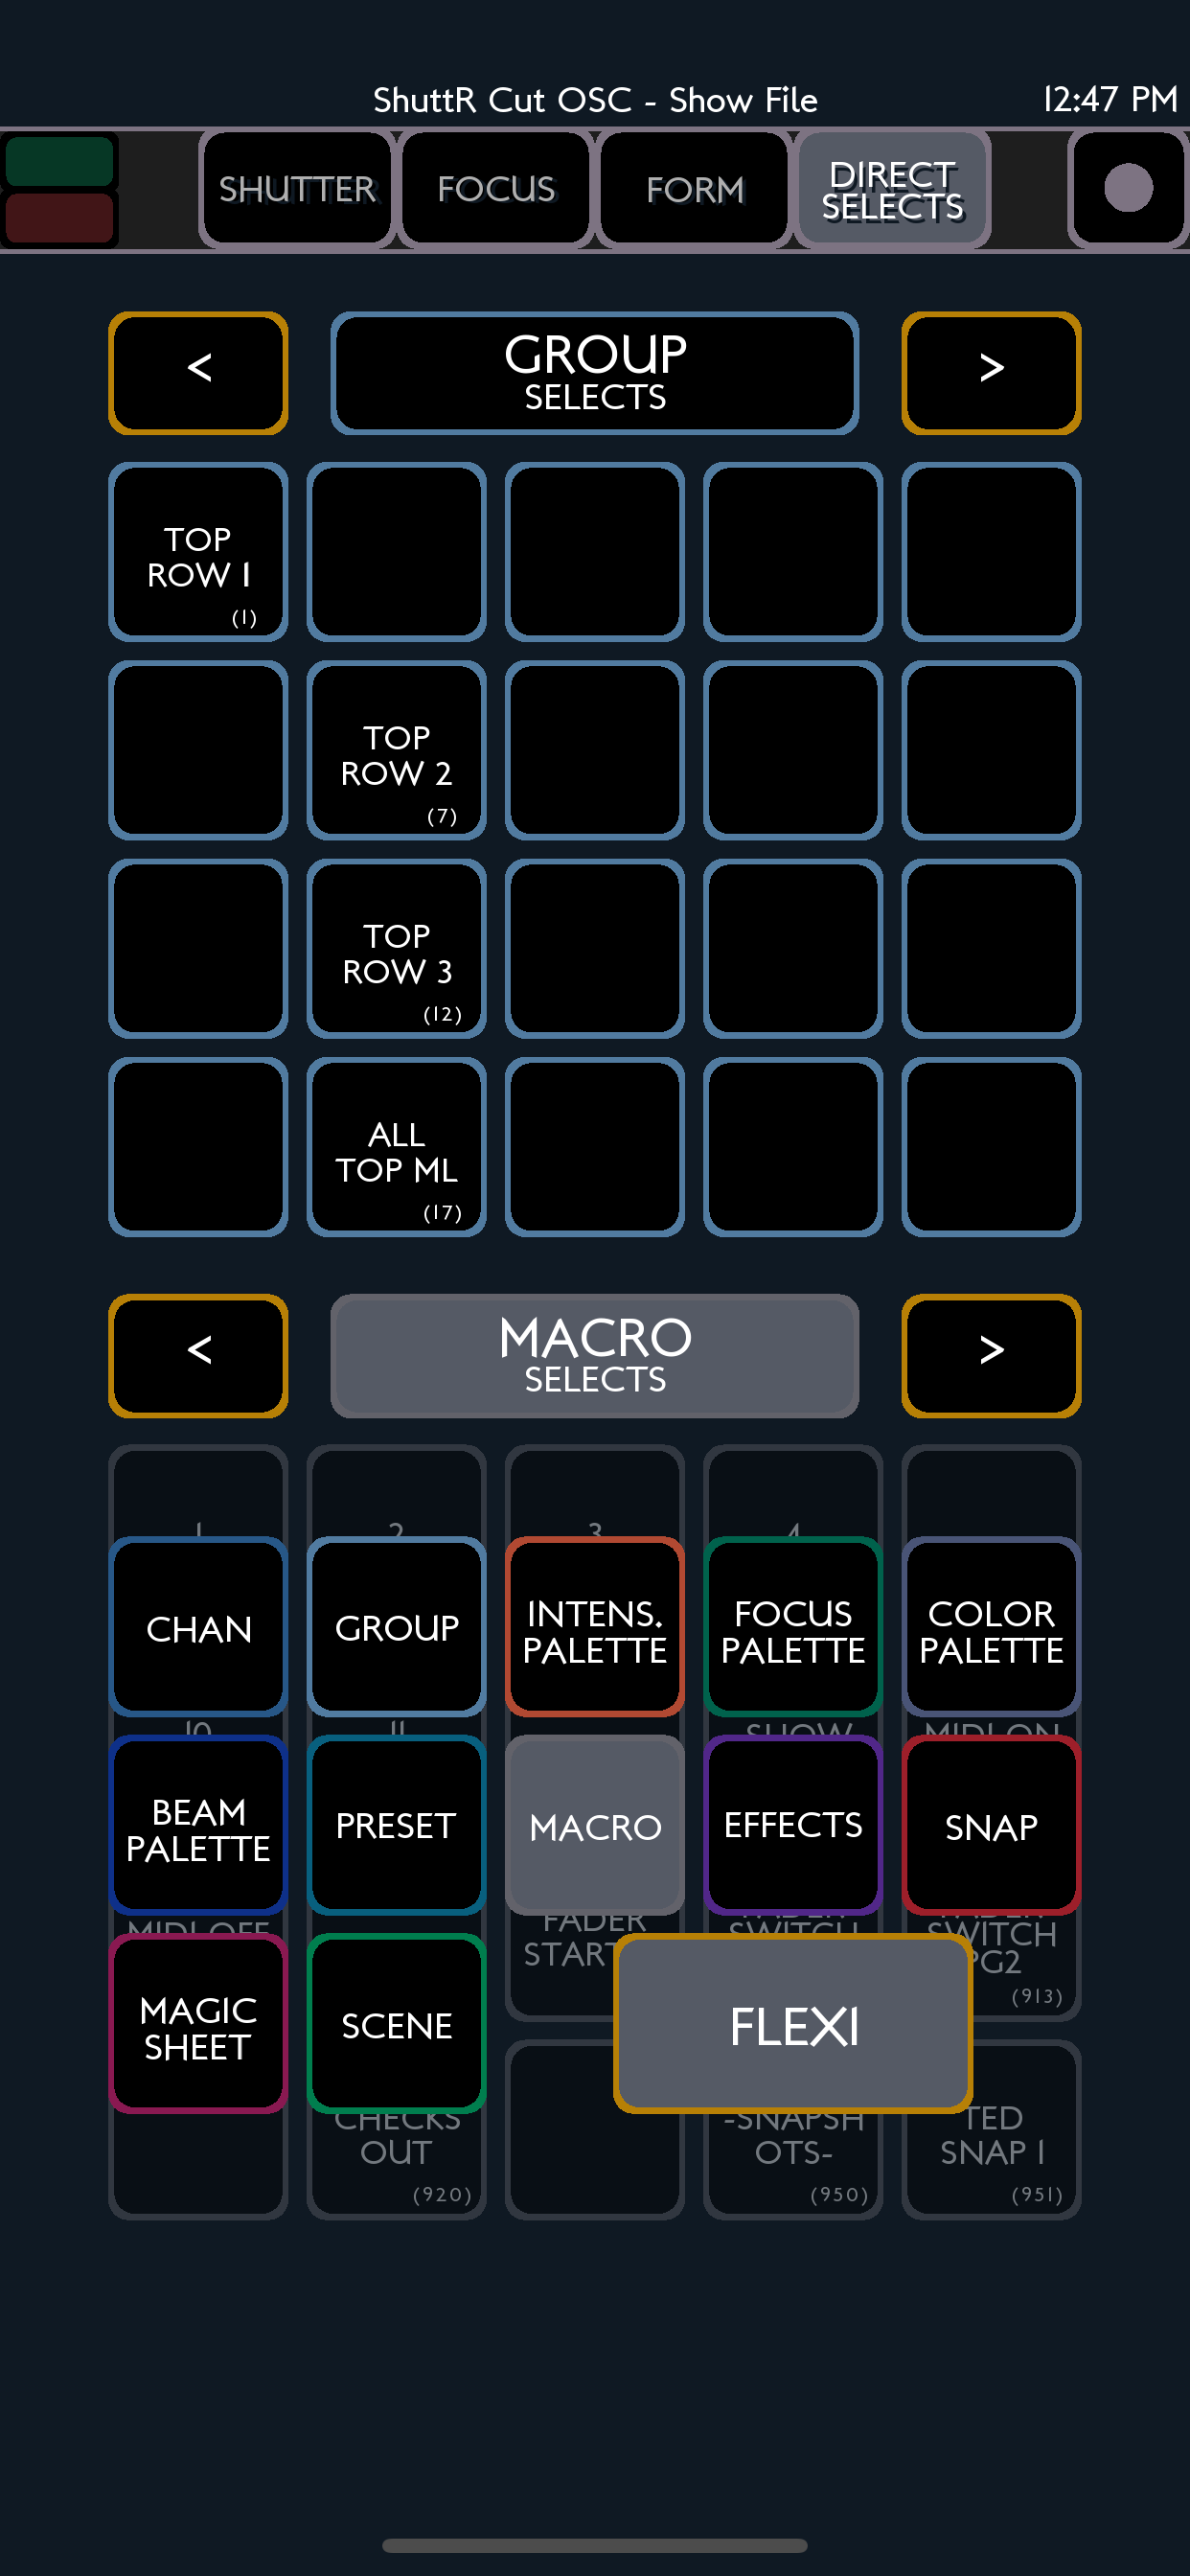 ShuttR Cut OSC - Show File
12:47 PM
SHUTTER
FOCUS
FORM
DIRECT
SELECTS
<
GROUP
SELECTS
>
TOP
ROW 1
(1)
TOP
ROW 2
(7)
TOP
ROW 3
(12)
ALL
TOP ML
(17)
<
MACRO
SELECTS
>
1
2
3
4
CHAN
GROUP
INTENS.
PALETTE
FOCUS
PALETTE
COLOR
PALETTE
10
11
SHOW
MIDI ON
BEAM
PALETTE
PRESET
MACRO
EFFECTS
SNAP
MIDI OFF
FADER
START
FADER
SWITCH
FADER
SWITCH
PG2
(913)
MAGIC
SHEET
SCENE
FLEXI
CHECKS
OUT
(920)
-SNAPSH
OTS-
(950)
TED
SNAP 1
(951)